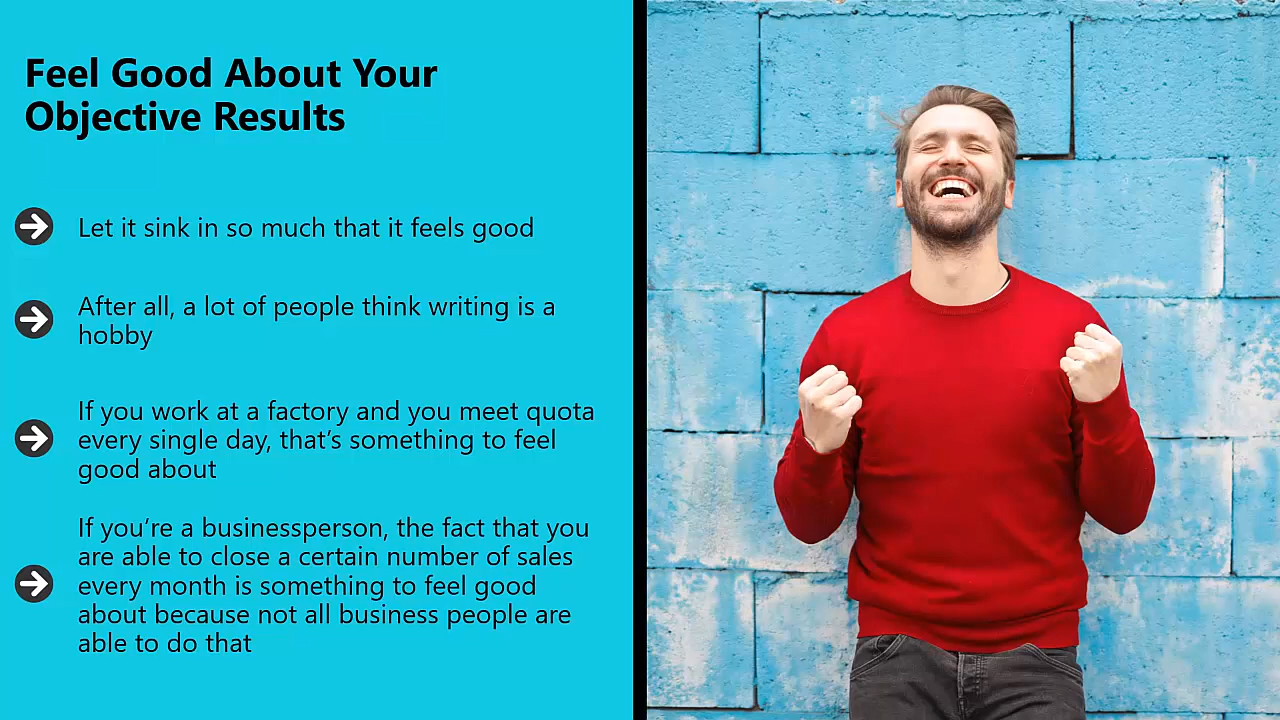 Feel Good About Your
Objective Results
Let it sink in so much that it feels good
After all, a lot of people think writing is a
hobby
If you work at a factory and you meet quota
every single day, that’s something to feel
good about
If you’re a businessperson, the fact that you
are able to close a certain number of sales
every month is something to feel good
about because not all business people are
able to do that